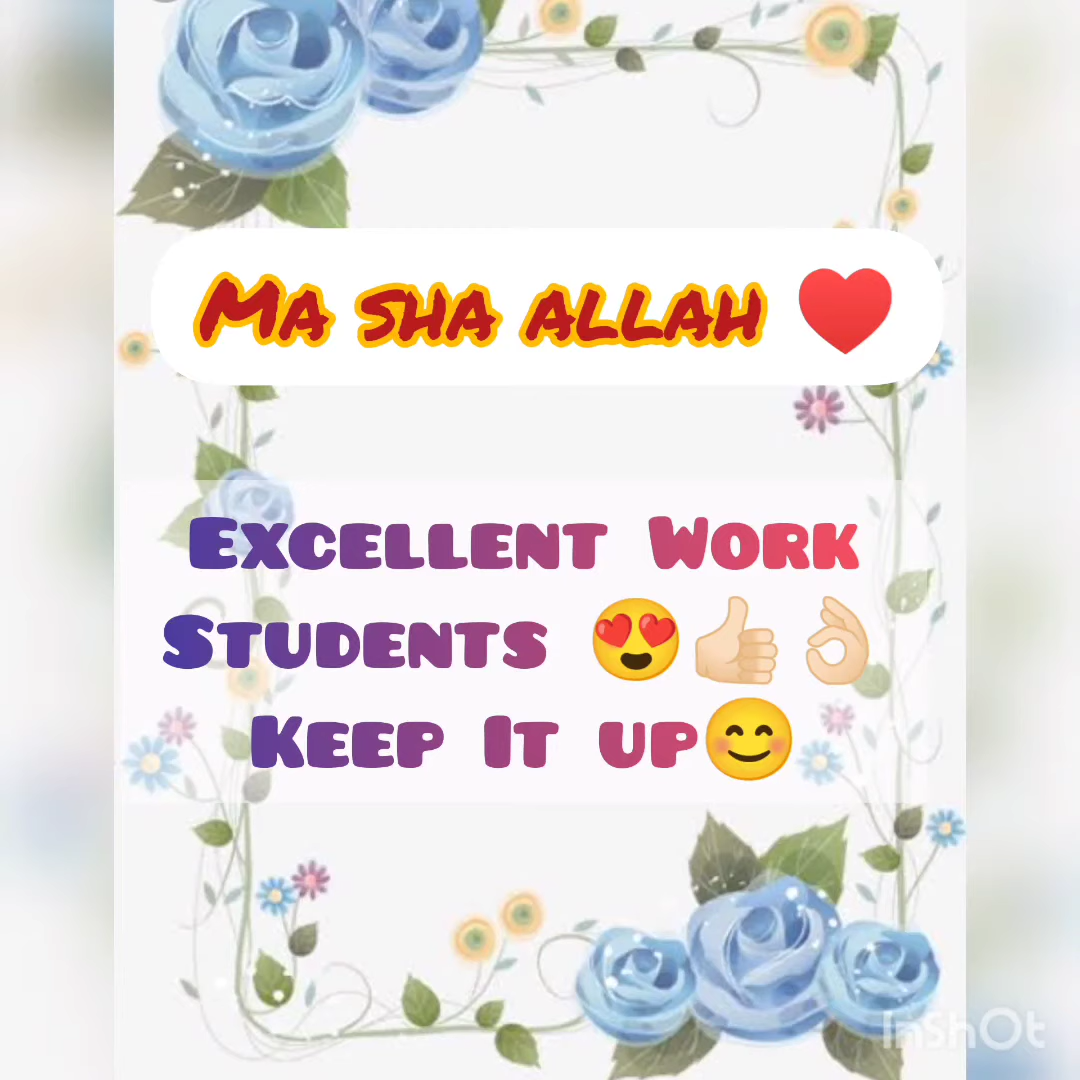 Ma sha allah ♥️
Excellent Work
Students 😍👍🏻👌🏻
Keep It up😊
InShOt